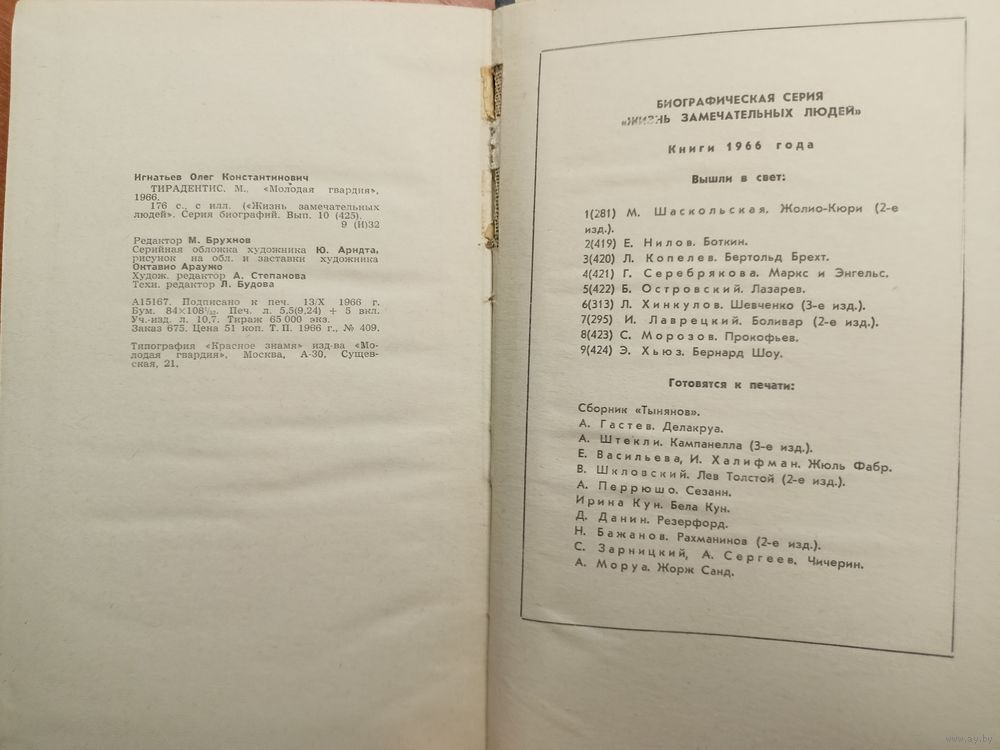 Игнатьев Олег Константинович
ТИРАДЕНТИС. М., «Молодая гвардия»,
1966.
176 с., с илл. («Жизнь замечательных
людей». Серия биографий. Вып. 10 (425).
9 (И)32
Редактор М. Брухнов
Серийная обложка художника Ю. Арндта,
рисунок на обл. и заставки художника
Октавио Араужо
Худож. редактор А. Степанова
Техн. редактор Л. Будова
А15167. Подписано к печ. 13/X 1966 г.
Бум. 84×108¹/₃₂. Печ. л. 5,5(9,24) + 5 вкл.
Уч.-изд. л. 10,7. Тираж 65 000 экз.
Заказ 675. Цена 51 коп. Т. П. 1966 г., № 409.
Типография «Красное знамя» изд-ва «Мо-
лодая гвардия», Москва, А-30, Сущев-
ская, 21.
БИОГРАФИЧЕСКАЯ СЕРИЯ
«ЖИЗНЬ ЗАМЕЧАТЕЛЬНЫХ ЛЮДЕЙ»
Книги 1966 года
Вышли в свет:
1(281) М. Шаскольская. Жолио-Кюри (2-е
изд.).
2(419) Е. Нилов. Боткин.
3(420) Л. Копелев. Бертольд Брехт.
4(421) Г. Серебрякова. Маркс и Энгельс.
5(422) Б. Островский. Лазарев.
6(313) Л. Хинкулов. Шевченко (3-е изд.).
7(295) И. Лаврецкий. Боливар (2-е изд.).
8(423) С. Морозов. Прокофьев.
9(424) Э. Хьюз. Бернард Шоу.
Готовятся к печати:
Сборник «Тынянов».
А. Гастев. Делакруа.
А. Штекли. Кампанелла (3-е изд.).
Е. Васильева, И. Халифман. Жюль Фабр.
В. Шкловский. Лев Толстой (2-е изд.).
А. Перрюшо. Сезанн.
Ирина Кун. Бела Кун.
Д. Данин. Резерфорд.
Н. Бажанов. Рахманинов (2-е изд.).
С. Зарницкий, А. Сергеев. Чичерин.
А. Моруа. Жорж Санд.
www.ay.by